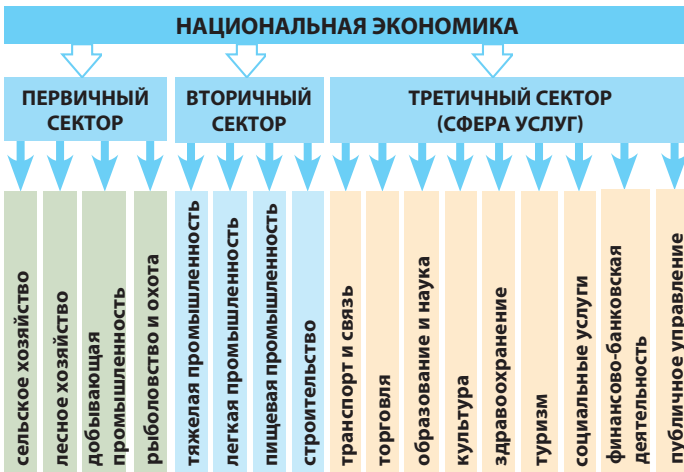 НАЦИОНАЛЬНАЯ ЭКОНОМИКА
ПЕРВИЧНЫЙ
СЕКТОР
ВТОРИЧНЫЙ
СЕКТОР
ТРЕТИЧНЫЙ СЕКТОР
(СФЕРА УСЛУГ)
сельское хозяйство
лесное хозяйство
добывающая
промышленность
рыболовство и охота
тяжелая промышленность
легкая промышленность
пищевая промышленность
строительство
транспорт и связь
торговля
образование и наука
культура
здравоохранение
туризм
социальные услуги
финансово-банковская
деятельность
публичное управление